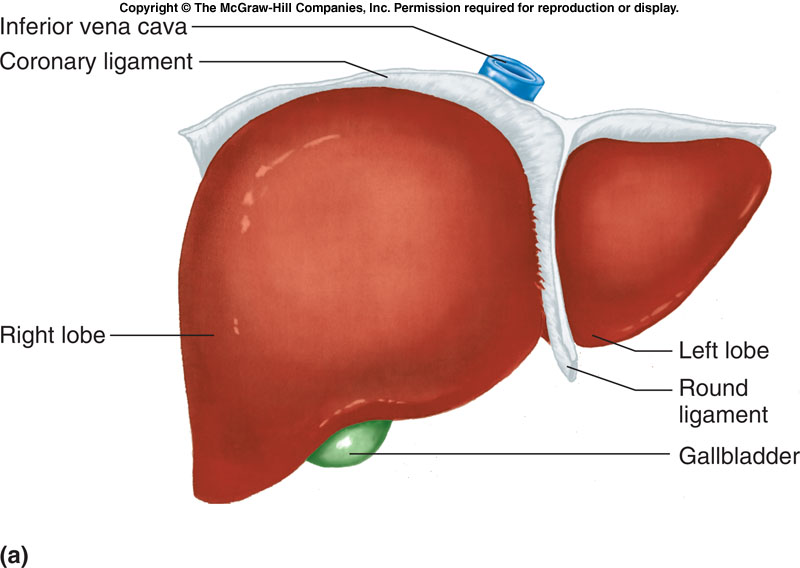 Copyright © The McGraw-Hill Companies, Inc. Permission required for reproduction or display.
Inferior vena cava
Coronary ligament
Right lobe
Left lobe
Round
ligament
Gallbladder
(a)